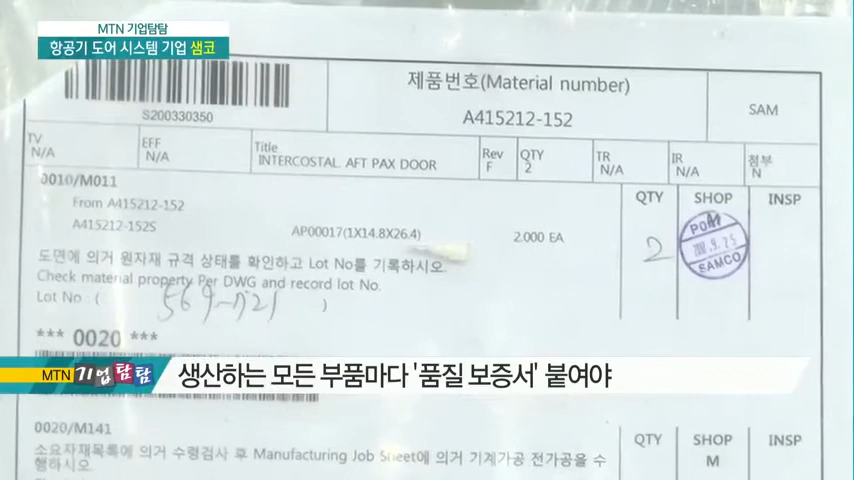 MTN 기업탐탐
항공기 도어 시스템 기업 샘코
S200330350
제품번호(Material number)
A415212-152
SAM
TV
N/A
EFF
N/A
Title
INTERCOSTAL AFT PAX DOOR
Rev
F
QTY
2
TR
N/A
IR
N/A
첨부
N
0010/M011
QTY
SHOP
INSP
From A415212-152
A415212-152S
AP00017(1X14.8X26.4)
2.000 EA
2
M
SAMCO
도면에 의거 원자재 규격 상태를 확인하고 Lot No를 기록하시오.
Check material property Per DWG and record lot No.
Lot No : ( )
*** 0020 ***
MTN 기업탐탐
생산하는 모든 부품마다 '품질 보증서' 붙여야
0020/M141
QTY
SHOP
INSP
M
소요자재목록에 의거 수령검사 후 Manufacturing Job Sheet에 의거 기계가공 전가공을 수
행하시오.